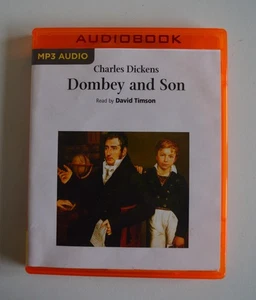 AUDIOBOOK
MP3 AUDIO
Charles Dickens
Dombey and Son
Read by David Timson